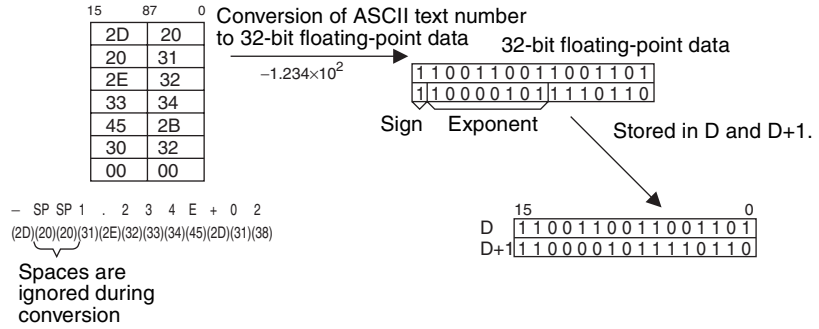 15 87 0
2D 20
20 31
2E 32
33 34
45 2B
30 32
00 00
Conversion of ASCII text number
to 32-bit floating-point data
−1.234×10²
32-bit floating-point data
1 1 0 0 1 1 0 0 1 1 0 0 1 1 0 1
1 1 0 0 0 0 1 0 1 1 1 1 0 1 1 0
Sign Exponent
Stored in D and D+1.
− SP SP 1 . 2 3 4 E + 0 2
(2D)(20)(20)(31)(2E)(32)(33)(34)(45)(2D)(31)(38)
Spaces are
ignored during
conversion
15 0
D 1 1 0 0 1 1 0 0 1 1 0 0 1 1 0 1
D+1 1 1 0 0 0 0 1 0 1 1 1 1 0 1 1 0